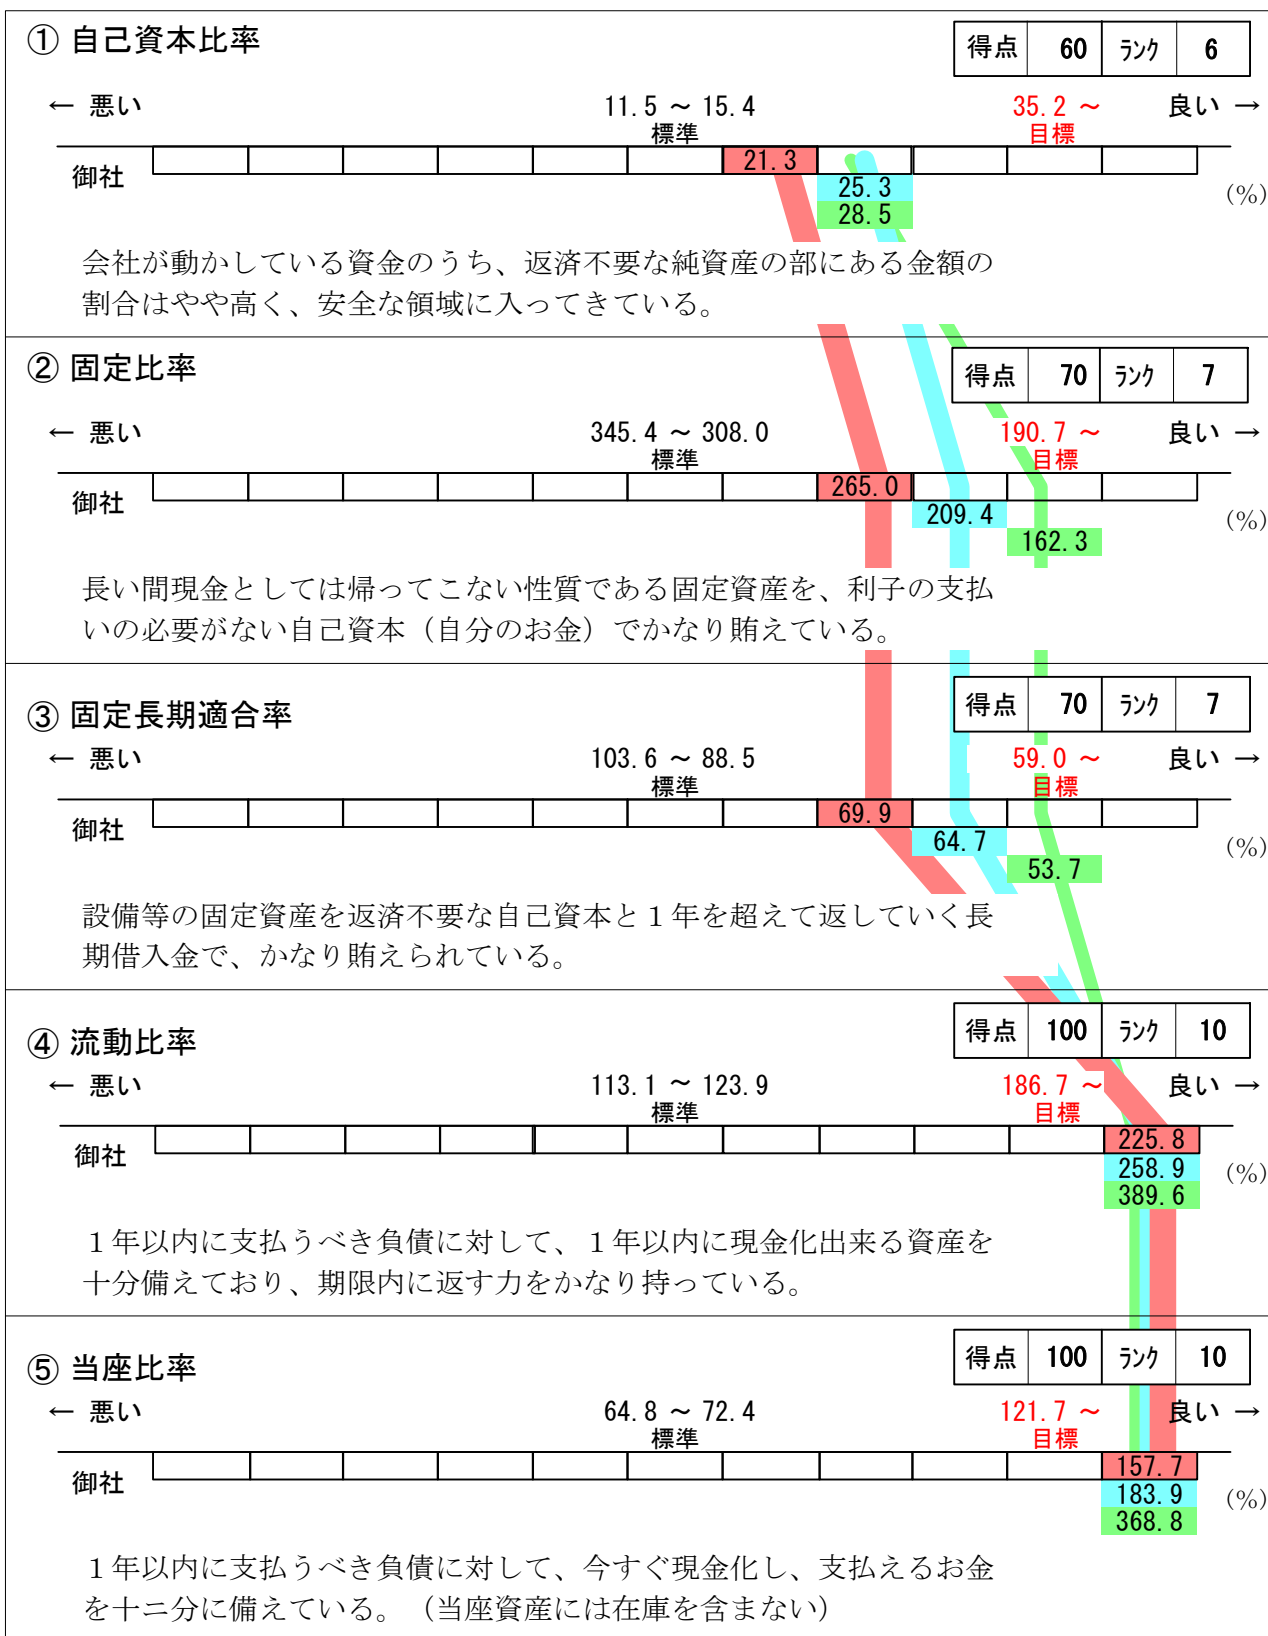 ① 自己資本比率
得点 60 ランク 6
← 悪い 11.5 ～ 15.4 35.2 ～ 良い →
標準 目標
御社 21.3
25.3 (%)
28.5
会社が動かしている資金のうち、返済不要な純資産の部にある金額の
割合はやや高く、安全な領域に入ってきている。
② 固定比率
得点 70 ランク 7
← 悪い 345.4 ～ 308.0 190.7 ～ 良い →
標準 目標
御社 265.0
209.4 (%)
162.3
長い間現金としては帰ってこない性質である固定資産を、利子の支払
いの必要がない自己資本（自分のお金）でかなり賄えている。
③ 固定長期適合率
得点 70 ランク 7
← 悪い 103.6 ～ 88.5 59.0 ～ 良い →
標準 目標
御社 69.9
64.7 (%)
53.7
設備等の固定資産を返済不要な自己資本と１年を超えて返していく長
期借入金で、かなり賄えられている。
④ 流動比率
得点 100 ランク 10
← 悪い 113.1 ～ 123.9 186.7 ～ 良い →
標準 目標
御社 225.8
258.9 (%)
389.6
１年以内に支払うべき負債に対して、１年以内に現金化出来る資産を
十分備えており、期限内に返す力をかなり持っている。
⑤ 当座比率
得点 100 ランク 10
← 悪い 64.8 ～ 72.4 121.7 ～ 良い →
標準 目標
御社 157.7
183.9 (%)
368.8
１年以内に支払うべき負債に対して、今すぐ現金化し、支払えるお金
を十ニ分に備えている。（当座資産には在庫を含まない）